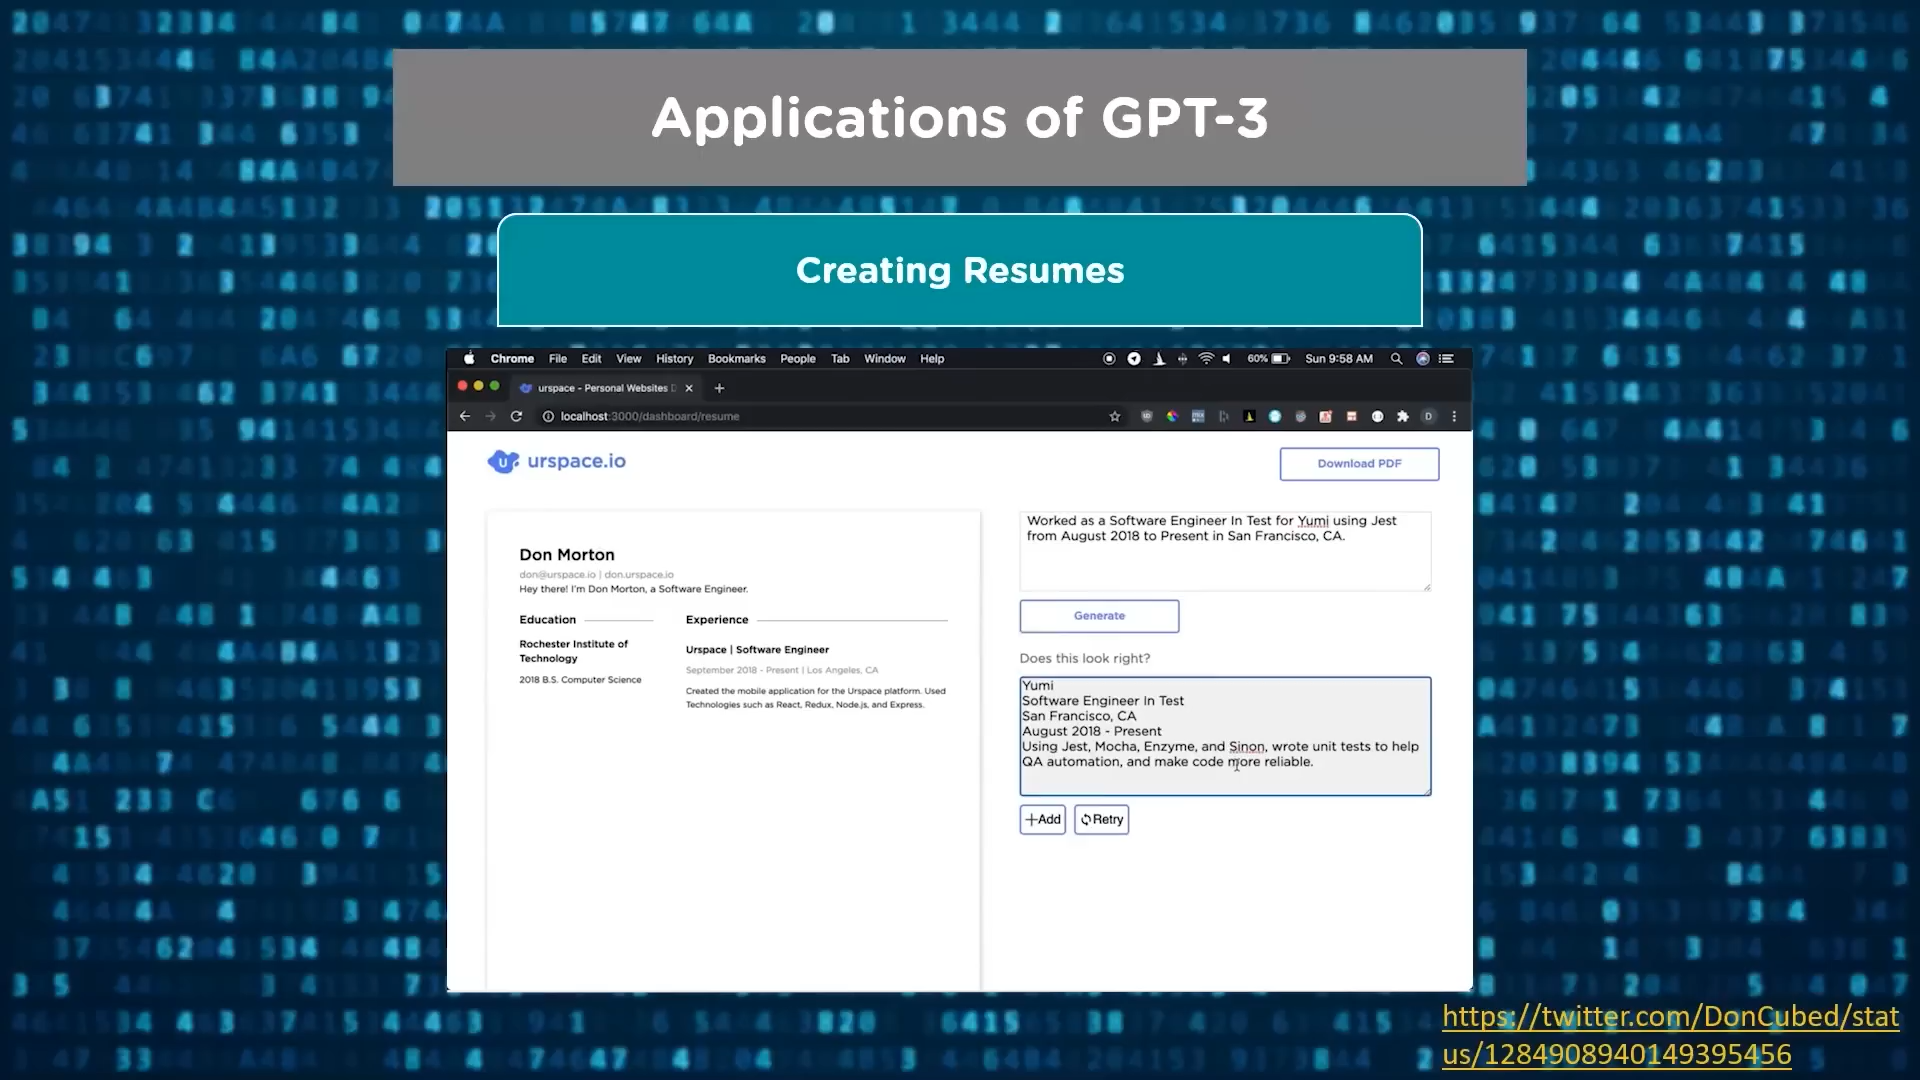 Applications of GPT-3
Creating Resumes
Chrome File Edit View History Bookmarks People Tab Window Help 60% Sun 9:58 AM
urspace - Personal Websites
localhost:3000/dashboard/resume
urspace.io
Download PDF
Don Morton
don@urspace.io | don.urspace.io
Hey there! I'm Don Morton, a Software Engineer.
Education
Rochester Institute of
Technology
2018 B.S. Computer Science
Experience
Urspace | Software Engineer
September 2018 - Present | Los Angeles, CA
Created the mobile application for the Urspace platform. Used
Technologies such as React, Redux, Node.js, and Express.
Worked as a Software Engineer In Test for Yumi using Jest
from August 2018 to Present in San Francisco, CA.
Generate
Does this look right?
Yumi
Software Engineer In Test
San Francisco, CA
August 2018 - Present
Using Jest, Mocha, Enzyme, and Sinon, wrote unit tests to help
QA automation, and make code more reliable.
+Add Retry
https://twitter.com/DonCubed/stat
us/1284908940149395456